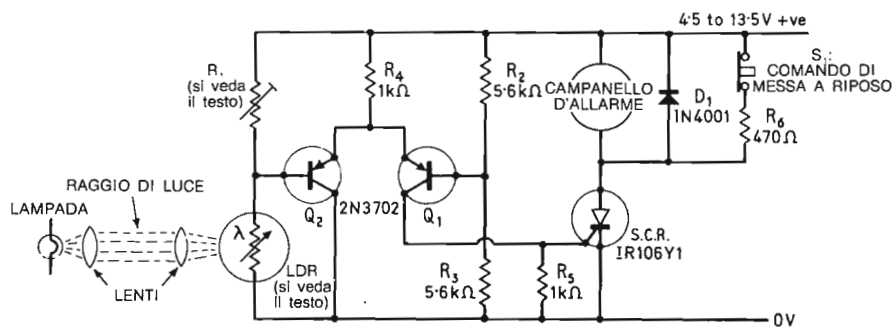 4·5 to 13·5V +ve
R₁
(si veda
il testo)
R₄
1kΩ
R₂
5·6kΩ
CAMPANELLO
D'ALLARME
D₁
1N4001
S₁:
COMANDO DI
MESSA A RIPOSO
R₆
470Ω
RAGGIO DI LUCE
LAMPADA
LENTI
λ
LDR
(si veda
il testo)
Q₂
2N3702
Q₁
R₃
5·6kΩ
R₅
1kΩ
S.C.R.
IR106Y1
0V